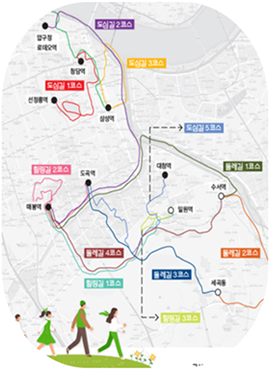 도심길 2코스
압구정
로데오역
도심길 3코스
청담역
도심길 1코스
선정릉역
삼성역
도심길 5코스
대청역
힐링길 2코스
도곡역
둘레길 1코스
수서역
매봉역
일원역
둘레길 4코스
둘레길 2코스
둘레길 3코스
힐링길 1코스
세곡동
힐링길 3코스